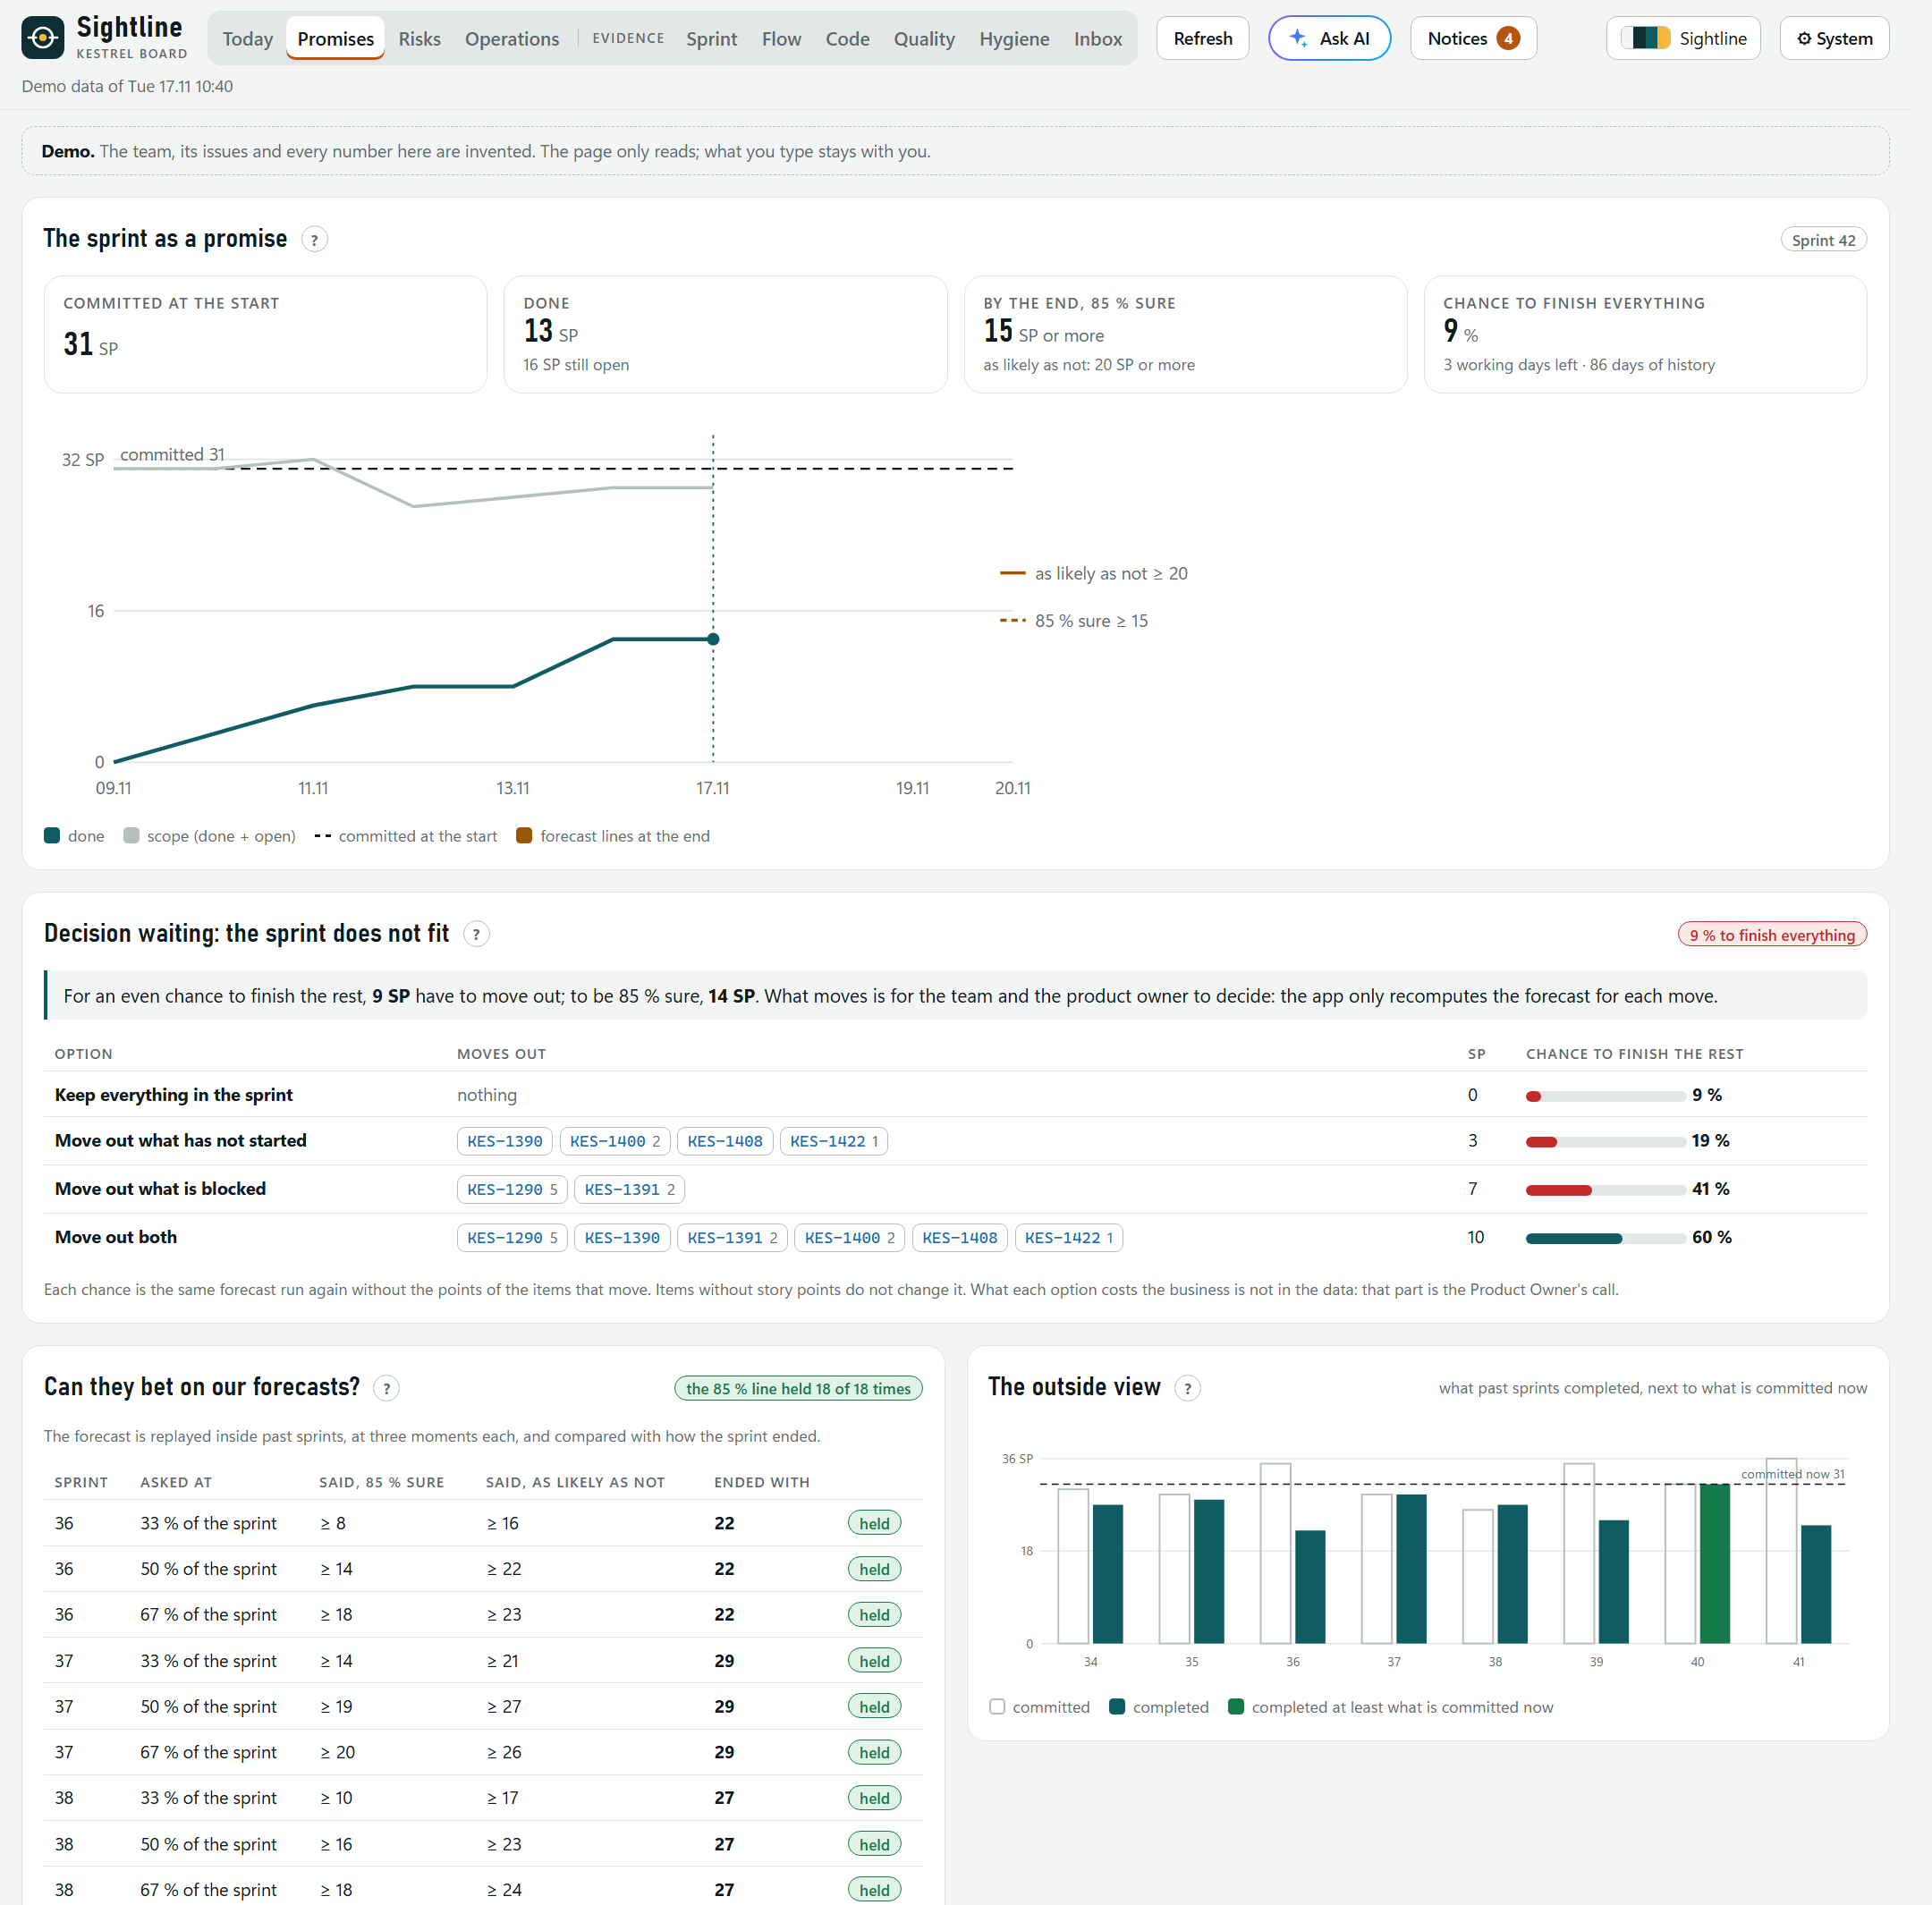 Sightline
KESTREL BOARD
Today Promises Risks Operations EVIDENCE Sprint Flow Code Quality Hygiene Inbox Refresh Ask AI Notices 4 Sightline ⚙ System
Demo data of Tue 17.11 10:40
Demo. The team, its issues and every number here are invented. The page only reads; what you type stays with you.
The sprint as a promise ? Sprint 42
COMMITTED AT THE START
31 SP
DONE
13 SP
16 SP still open
BY THE END, 85 % SURE
15 SP or more
as likely as not: 20 SP or more
CHANCE TO FINISH EVERYTHING
9 %
3 working days left · 86 days of history
32 SP committed 31
as likely as not ≥ 20
16
85 % sure ≥ 15
0
09.11 11.11 13.11 17.11 19.11 20.11
done scope (done + open) committed at the start forecast lines at the end
Decision waiting: the sprint does not fit ? 9 % to finish everything
For an even chance to finish the rest, 9 SP have to move out; to be 85 % sure, 14 SP. What moves is for the team and the product owner to decide: the app only recomputes the forecast for each move.
OPTION MOVES OUT SP CHANCE TO FINISH THE REST
Keep everything in the sprint nothing 0 9 %
Move out what has not started KES-1390 KES-1400 2 KES-1408 KES-1422 1 3 19 %
Move out what is blocked KES-1290 5 KES-1391 2 7 41 %
Move out both KES-1290 5 KES-1390 KES-1391 2 KES-1400 2 KES-1408 KES-1422 1 10 60 %
Each chance is the same forecast run again without the points of the items that move. Items without story points do not change it. What each option costs the business is not in the data: that part is the Product Owner's call.
Can they bet on our forecasts? ? the 85 % line held 18 of 18 times
The forecast is replayed inside past sprints, at three moments each, and compared with how the sprint ended.
SPRINT ASKED AT SAID, 85 % SURE SAID, AS LIKELY AS NOT ENDED WITH
36 33 % of the sprint ≥ 8 ≥ 16 22 held
36 50 % of the sprint ≥ 14 ≥ 22 22 held
36 67 % of the sprint ≥ 18 ≥ 23 22 held
37 33 % of the sprint ≥ 14 ≥ 21 29 held
37 50 % of the sprint ≥ 19 ≥ 27 29 held
37 67 % of the sprint ≥ 20 ≥ 26 29 held
38 33 % of the sprint ≥ 10 ≥ 17 27 held
38 50 % of the sprint ≥ 16 ≥ 23 27 held
38 67 % of the sprint ≥ 18 ≥ 24 27 held
The outside view ? what past sprints completed, next to what is committed now
36 SP
committed now 31
18
0
34 35 36 37 38 39 40 41
committed completed completed at least what is committed now